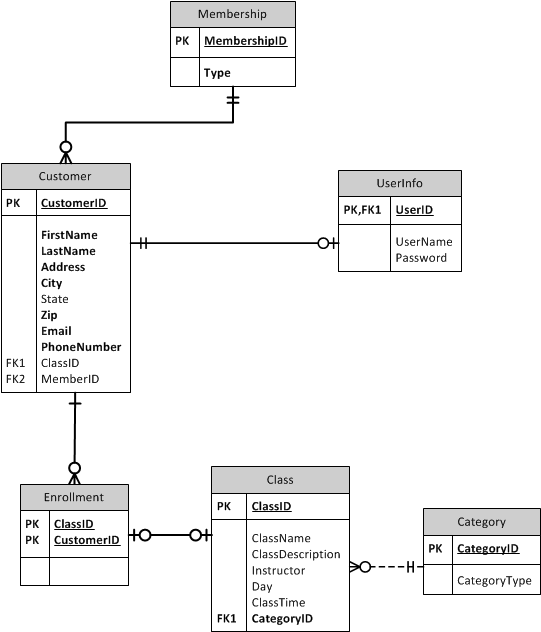 Membership
PK MembershipID
Type
Customer
PK CustomerID
FirstName
LastName
Address
City
State
Zip
Email
PhoneNumber
FK1 ClassID
FK2 MemberID
UserInfo
PK,FK1 UserID
UserName
Password
Enrollment
PK ClassID
PK CustomerID
Class
PK ClassID
ClassName
ClassDescription
Instructor
Day
ClassTime
FK1 CategoryID
Category
PK CategoryID
CategoryType